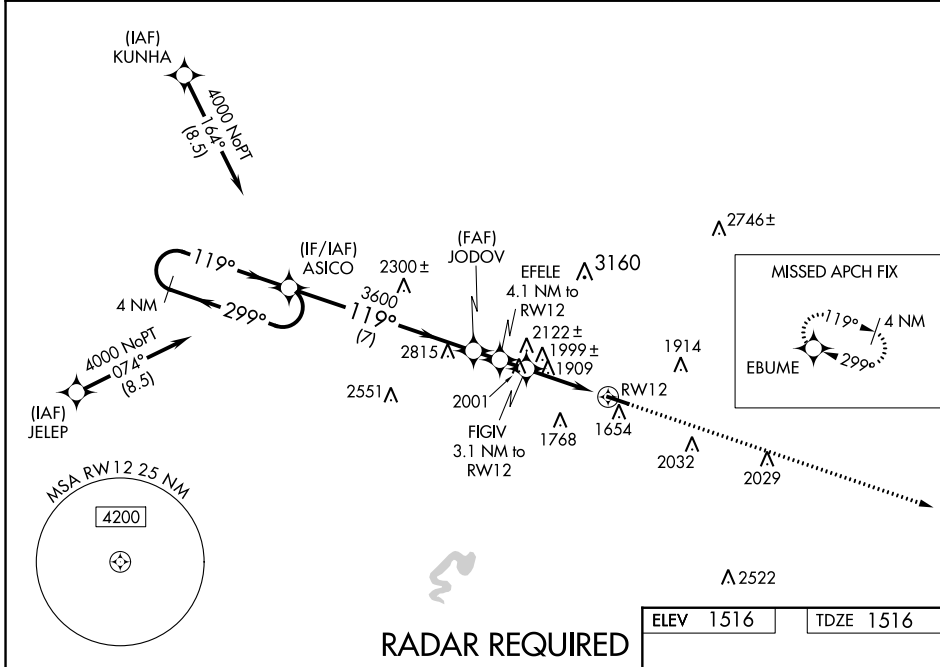 (IAF)
KUNHA
4000 NoPT
164°
(8.5)
2746±
(IF/IAF)
ASICO
119°
299°
4 NM
2300±
3600
119°
(7)
(FAF)
JODOV
EFELE
4.1 NM to
RW12
3160
MISSED APCH FIX
119°
4 NM
299°
EBUME
4000 NoPT
074°
(8.5)
(IAF)
JELEP
2815
2551
2122±
1999±
1909
2001
FIGIV
3.1 NM to
RW12
1914
RW12
1768
1654
2032
2029
MSA RW12 25 NM
4200
2522
RADAR REQUIRED
ELEV 1516
TDZE 1516